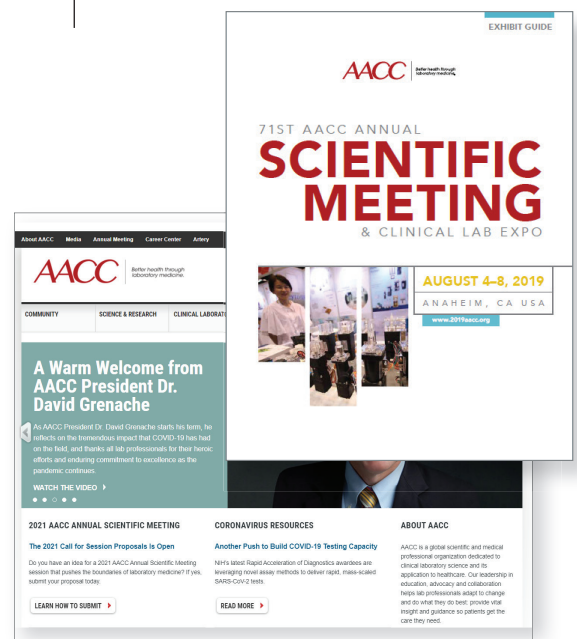 EXHIBIT GUIDE
AACC Better health through
laboratory medicine.
71ST AACC ANNUAL
SCIENTIFIC
MEETING
& CLINICAL LAB EXPO
AUGUST 4–8, 2019
ANAHEIM, CA USA
www.2019aacc.org
About AACC Media Annual Meeting Career Center Artery
AACC Better health through
laboratory medicine.
COMMUNITY SCIENCE & RESEARCH CLINICAL LABORAT
A Warm Welcome from
AACC President Dr.
David Grenache
As AACC President Dr. David Grenache starts his term, he
reflects on the tremendous impact that COVID-19 has had
on the field, and thanks all lab professionals for their heroic
efforts and enduring commitment to excellence as the
pandemic continues.
WATCH THE VIDEO
2021 AACC ANNUAL SCIENTIFIC MEETING
The 2021 Call for Session Proposals Is Open
Do you have an idea for a 2021 AACC Annual Scientific Meeting
session that pushes the boundaries of laboratory medicine? If yes,
submit your proposal today.
LEARN HOW TO SUBMIT
CORONAVIRUS RESOURCES
Another Push to Build COVID-19 Testing Capacity
NIH's latest Rapid Acceleration of Diagnostics awardees are
leveraging novel assay methods to deliver rapid, mass-scaled
SARS-CoV-2 tests.
READ MORE
ABOUT AACC
AACC is a global scientific and medical
professional organization dedicated to
clinical laboratory science and its
application to healthcare. Our leadership in
education, advocacy and collaboration
helps lab professionals adapt to change
and do what they do best: provide vital
insight and guidance so patients get the
care they need.